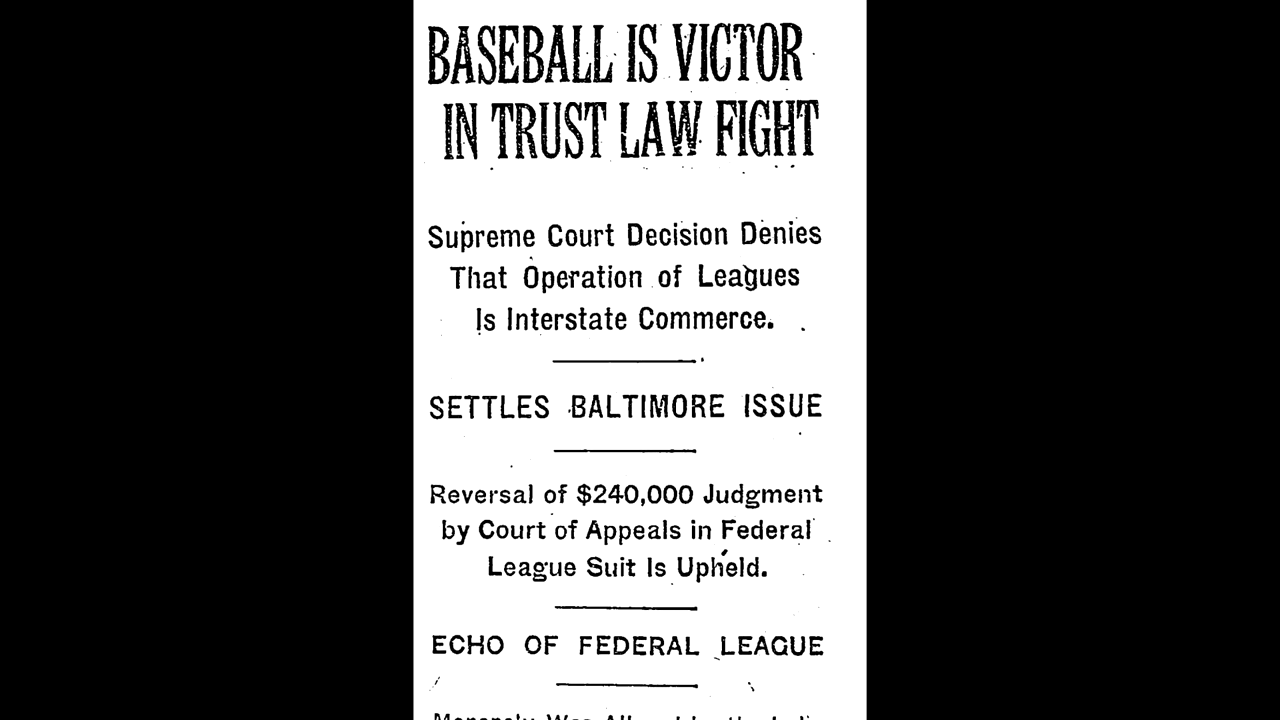 BASEBALL IS VICTOR
IN TRUST LAW FIGHT
Supreme Court Decision Denies
That Operation of Leagues
Is Interstate Commerce.
SETTLES BALTIMORE ISSUE
Reversal of $240,000 Judgment
by Court of Appeals in Federal
League Suit Is Upheld.
ECHO OF FEDERAL LEAGUE